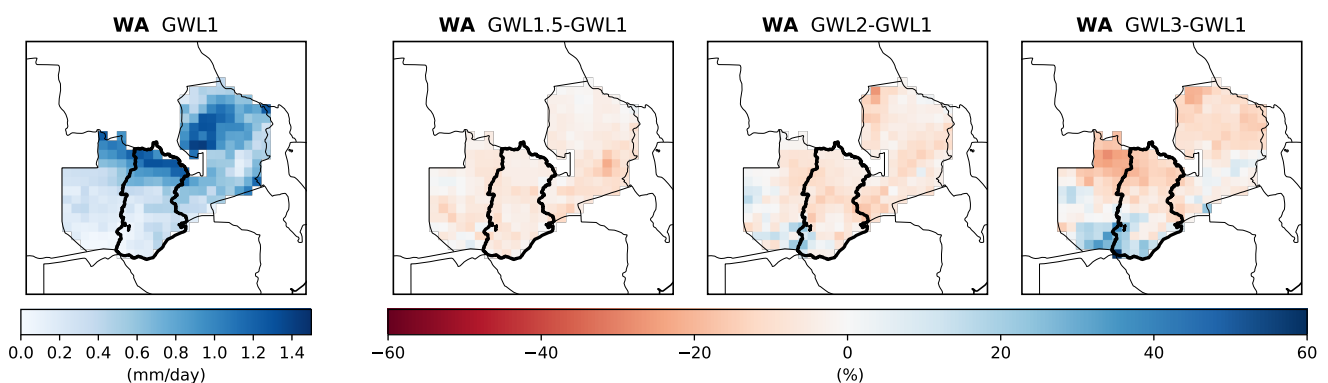 WA GWL1
WA GWL1.5-GWL1
WA GWL2-GWL1
WA GWL3-GWL1
0.0 0.2 0.4 0.6 0.8 1.0 1.2 1.4
(mm/day)
−60 −40 −20 0 20 40 60
(%)